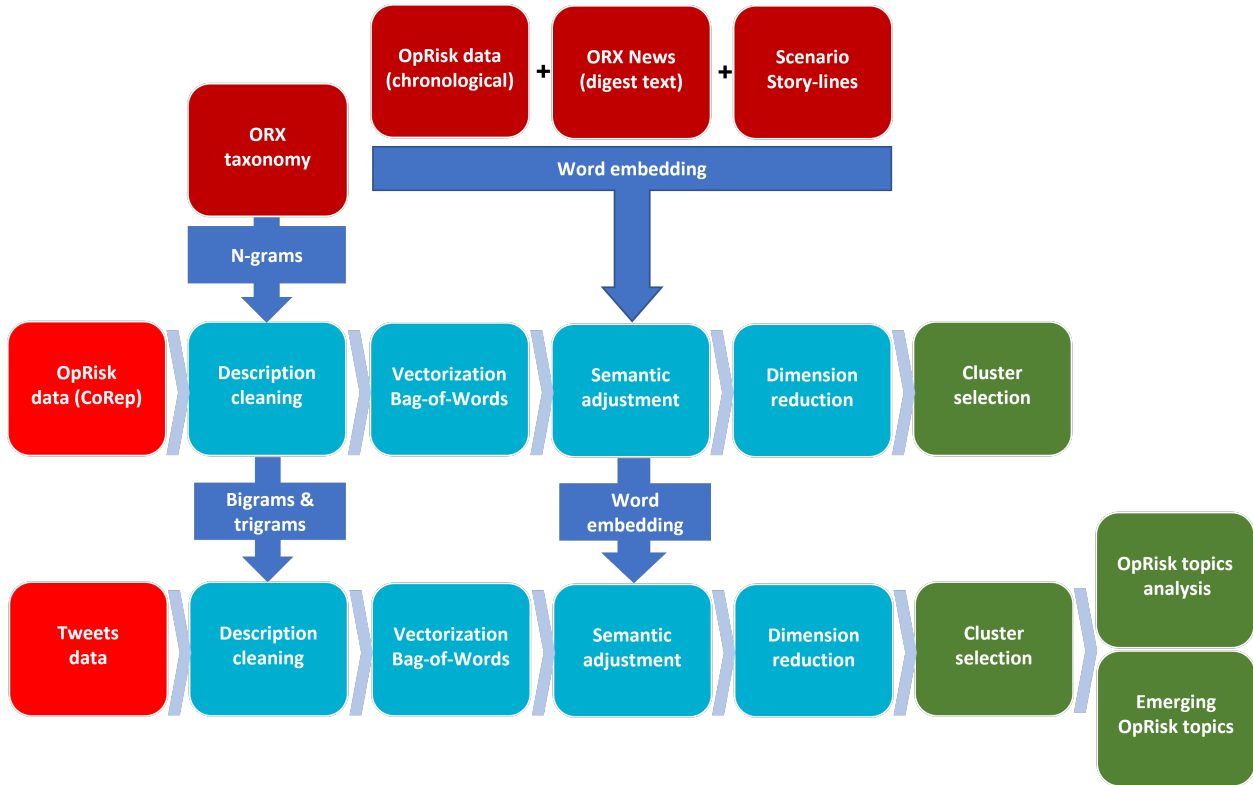 OpRisk data
(chronological)
+
ORX News
(digest text)
+
Scenario
Story-lines
ORX
taxonomy
Word embedding
N-grams
OpRisk
data (CoRep)
Description
cleaning
Vectorization
Bag-of-Words
Semantic
adjustment
Dimension
reduction
Cluster
selection
Bigrams &
trigrams
Word
embedding
Tweets
data
Description
cleaning
Vectorization
Bag-of-Words
Semantic
adjustment
Dimension
reduction
Cluster
selection
OpRisk topics
analysis
Emerging
OpRisk topics